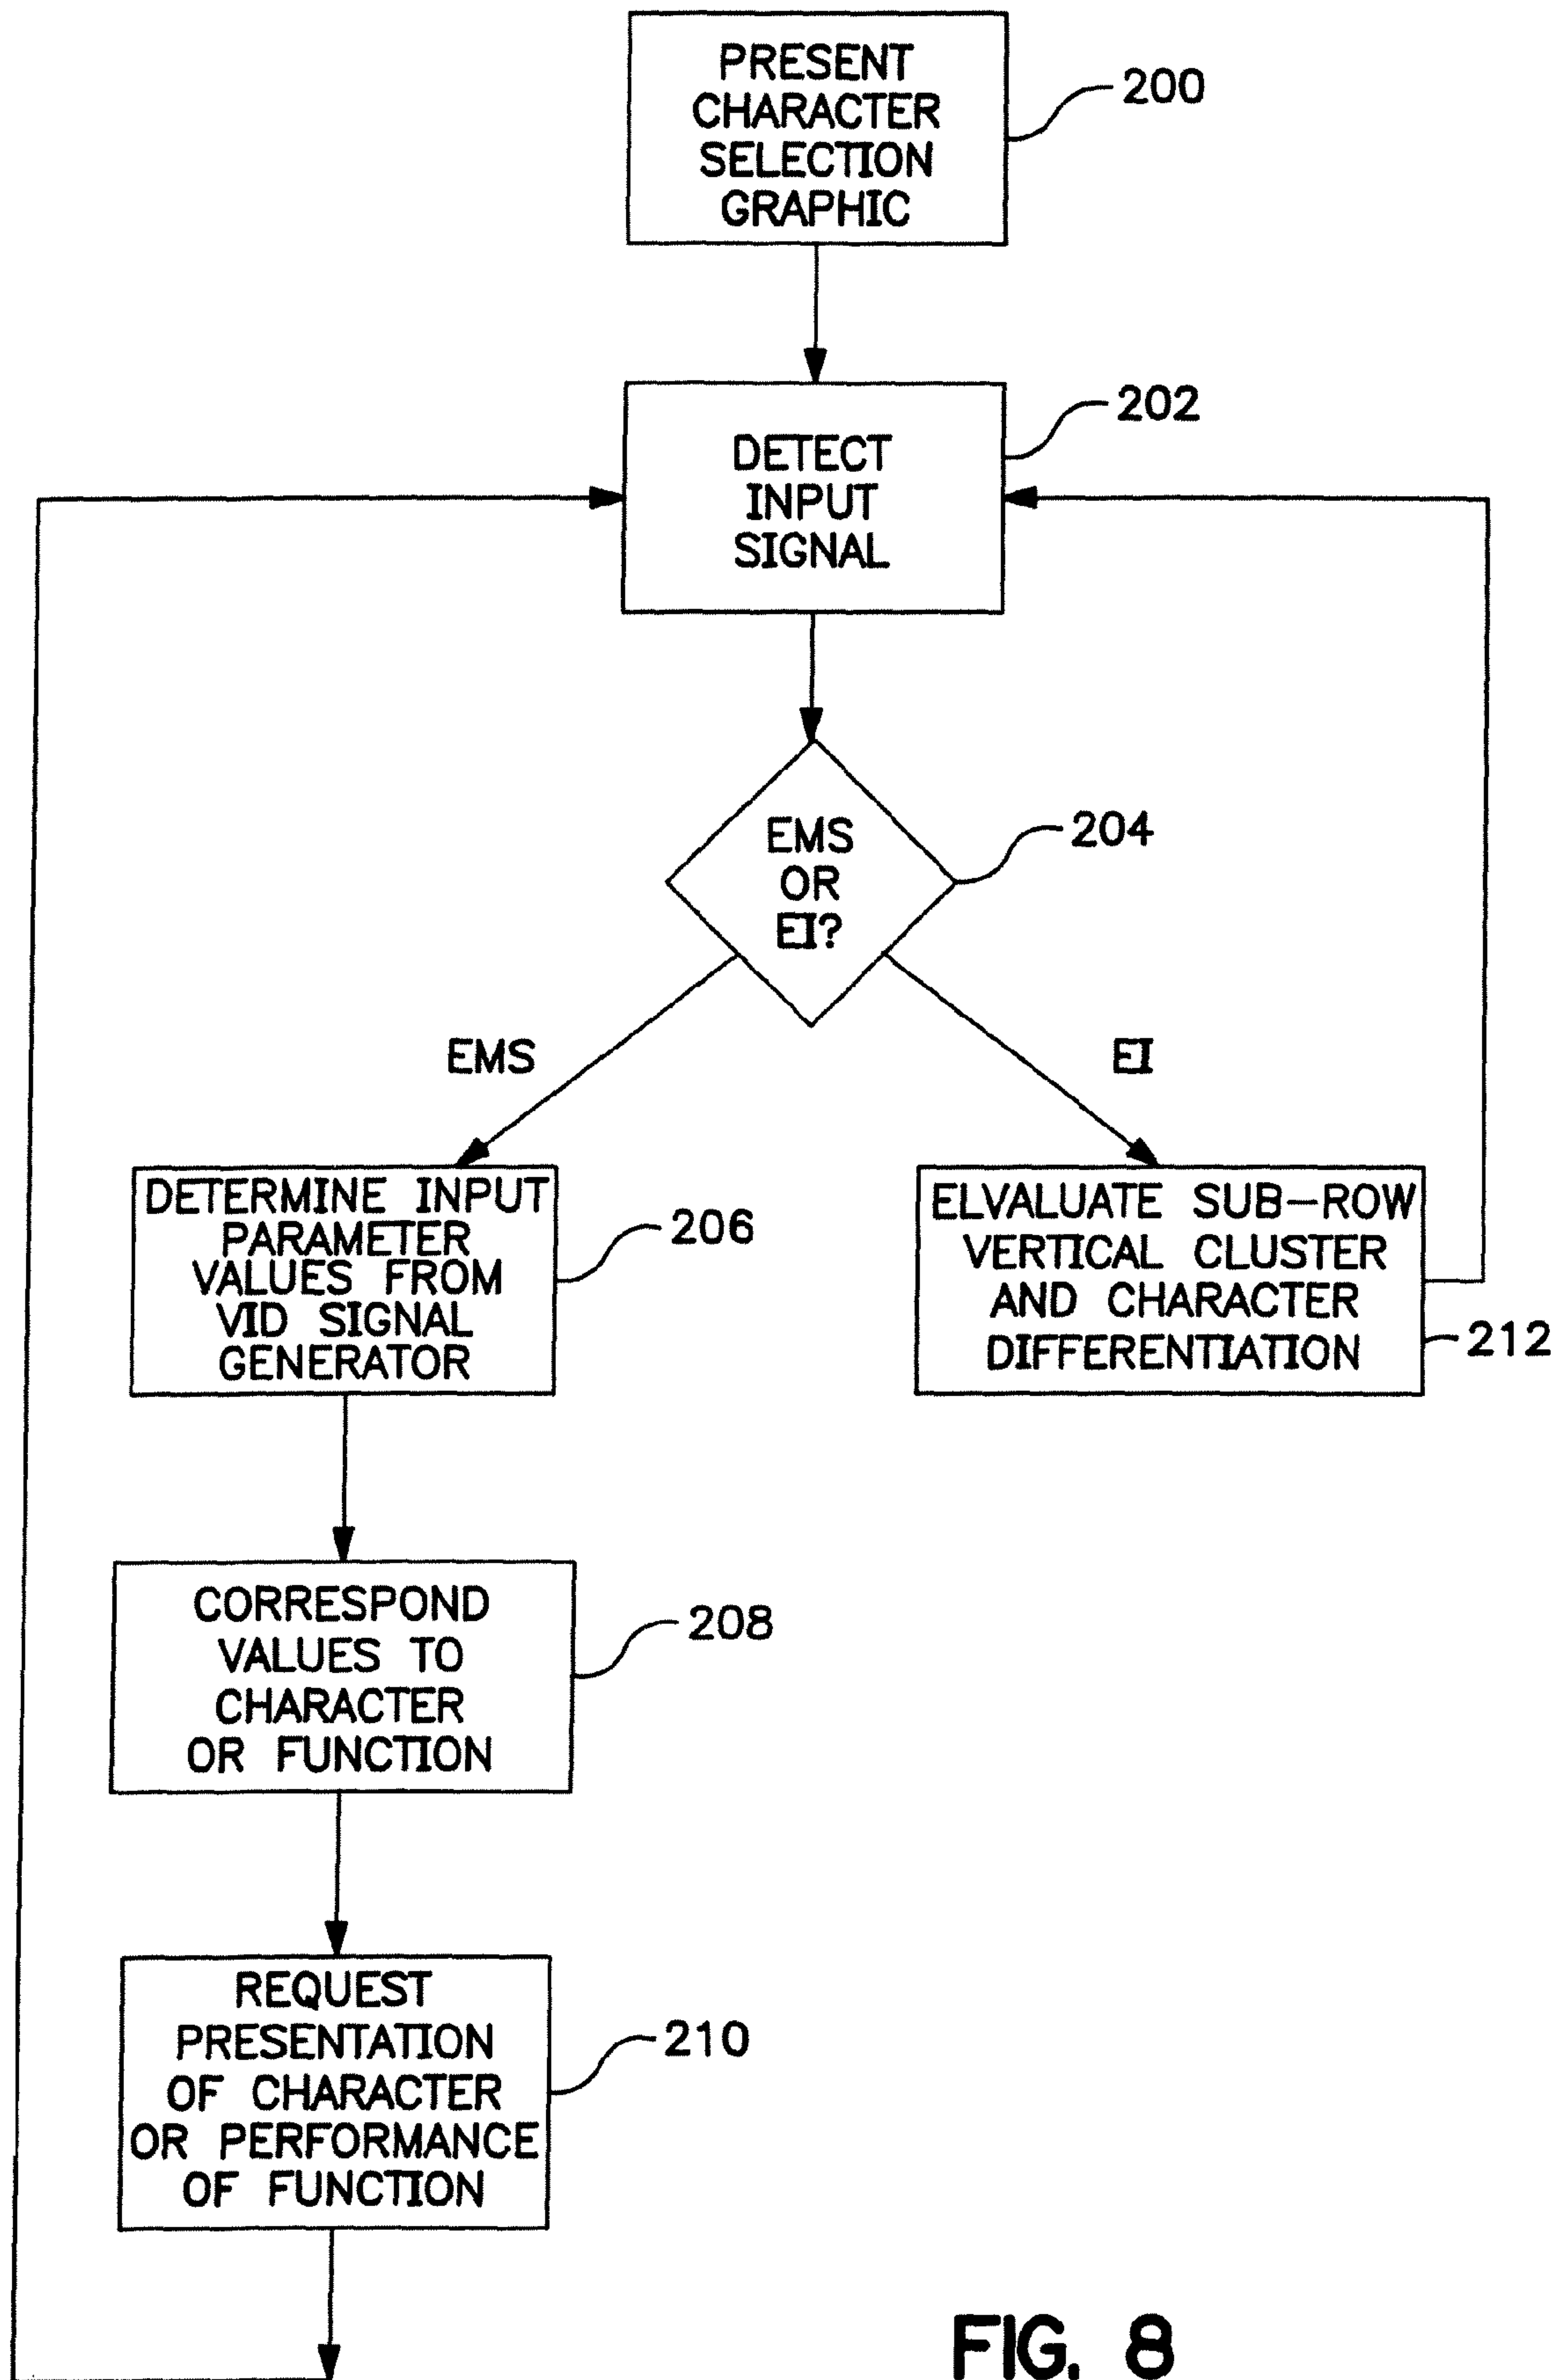 PRESENT
CHARACTER
SELECTION
GRAPHIC
200
DETECT
INPUT
SIGNAL
202
EMS
OR
EI?
204
EMS
EI
DETERMINE INPUT
PARAMETER
VALUES FROM
VID SIGNAL
GENERATOR
206
ELVALUATE SUB-ROW
VERTICAL CLUSTER
AND CHARACTER
DIFFERENTIATION
212
CORRESPOND
VALUES TO
CHARACTER
OR FUNCTION
208
REQUEST
PRESENTATION
OF CHARACTER
OR PERFORMANCE
OF FUNCTION
210
FIG. 8